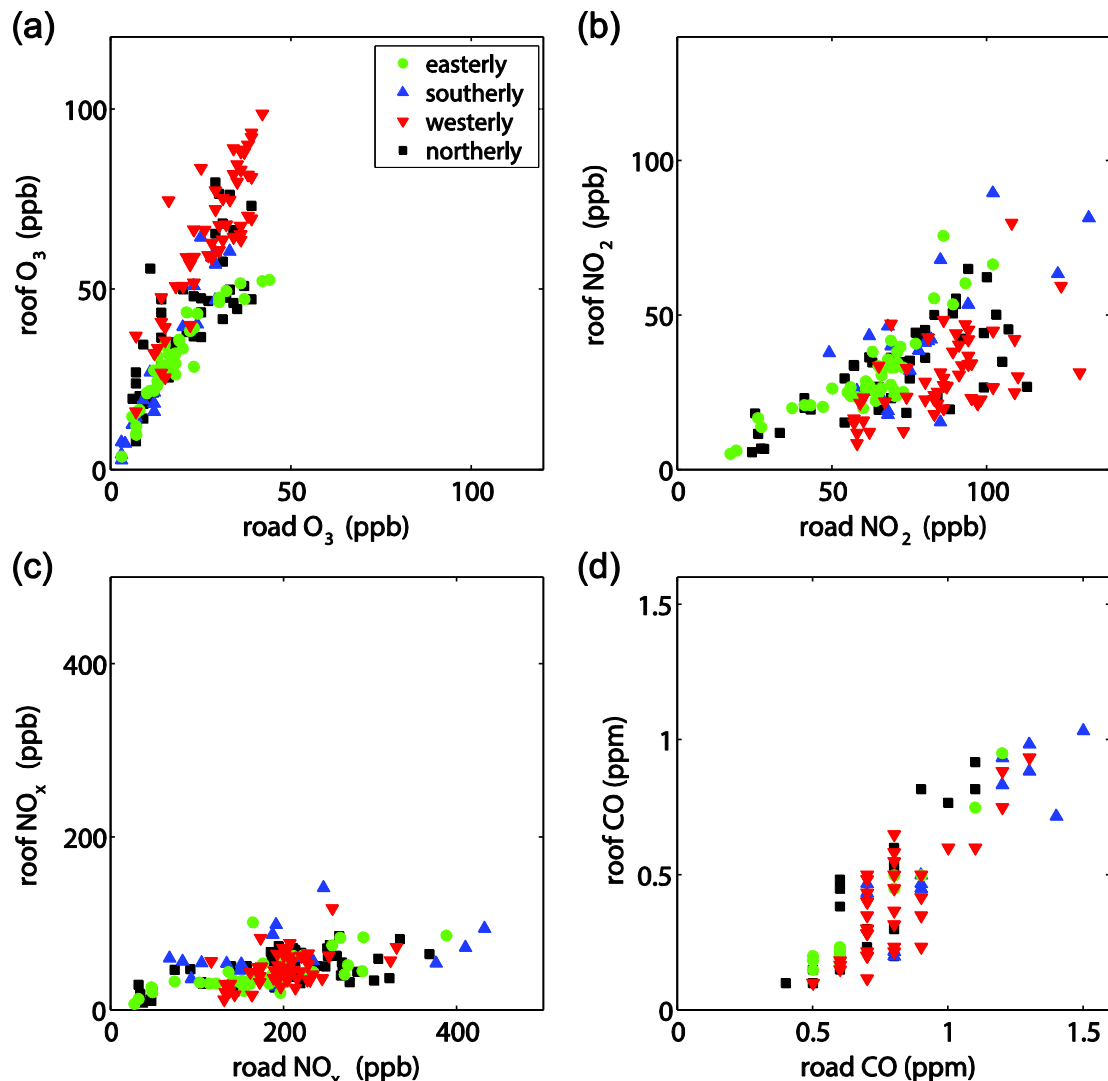 (a)
100
50
0
0
50
100
roof O3 (ppb)
road O3 (ppb)
easterly
southerly
westerly
northerly
(b)
100
50
0
0
50
100
roof NO2 (ppb)
road NO2 (ppb)
(c)
400
200
0
0
200
400
roof NOx (ppb)
road NOx (ppb)
(d)
1.5
1
0.5
0
0
0.5
1
1.5
roof CO (ppm)
road CO (ppm)